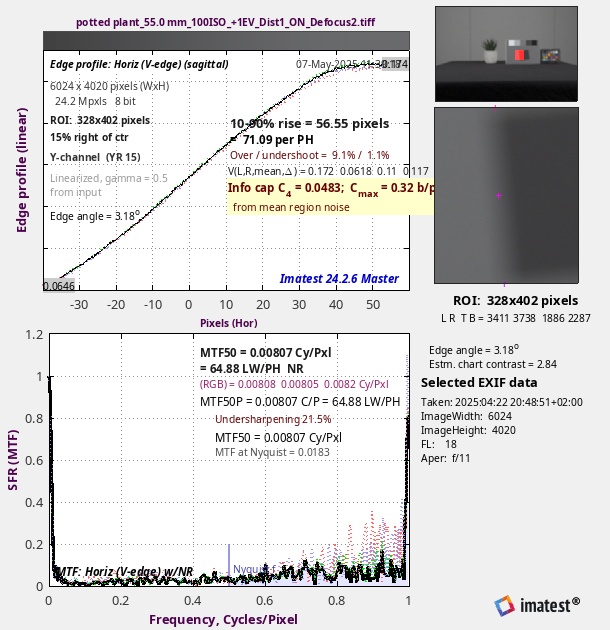 potted plant_55.0 mm_100ISO_+1EV_Dist1_ON_Defocus2.tiff
Edge profile: Horiz (V-edge) (sagittal)
07-May-2025
0.174
6024 x 4020 pixels (WxH)
24.2 Mpxls 8 bit
ROI: 328x402 pixels
15% right of ctr
Y-channel (YR 15)
Linearized, gamma = 0.5
from input
Edge angle = 3.18°
10-90% rise = 56.55 pixels
= 71.09 per PH
Over / undershoot = 9.1% / 1.1%
V(L,R,mean,Δ) = 0.172 0.0618 0.11 0.117
Info cap C4 = 0.0483; Cmax = 0.32 b/p
from mean region noise
Imatest 24.2.6 Master
0.0646
Edge profile (linear)
-30 -20 -10 0 10 20 30 40 50
Pixels (Hor)
ROI: 328x402 pixels
L R T B = 3411 3738 1886 2287
Edge angle = 3.18°
Estm. chart contrast = 2.84
Selected EXIF data
Taken: 2025:04:22 20:48:51+02:00
ImageWidth: 6024
ImageHeight: 4020
FL: 18
Aper: f/11
MTF50 = 0.00807 Cy/Pxl
= 64.88 LW/PH NR
(RGB) = 0.00808 0.00805 0.0082 Cy/Pxl
MTF50P = 0.00807 C/P = 64.88 LW/PH
Undersharpening 21.5%
MTF50 = 0.00807 Cy/Pxl
MTF at Nyquist = 0.0183
SFR (MTF)
1.2
1
0.8
0.6
0.4
0.2
0
MTF: Horiz (V-edge) w/NR
Nyquist f
0 0.2 0.4 0.6 0.8 1
Frequency, Cycles/Pixel
imatest®